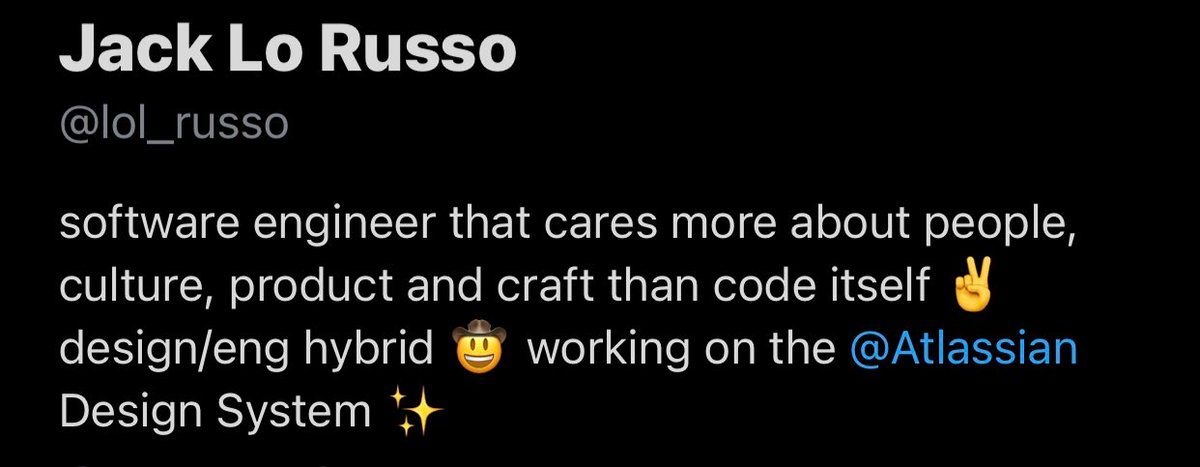 Jack Lo Russo
@lol_russo
software engineer that cares more about people,
culture, product and craft than code itself ✌️
design/eng hybrid 🤠 working on the @Atlassian
Design System ✨